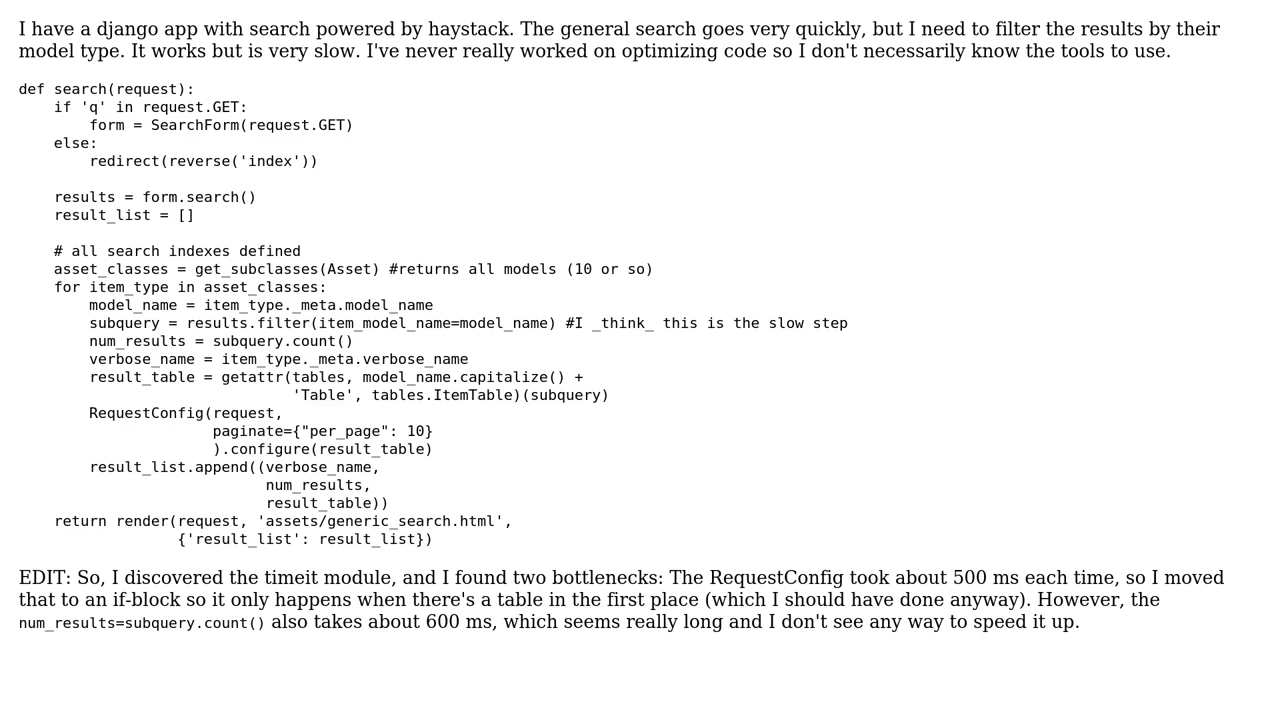 I have a django app with search powered by haystack. The general search goes very quickly, but I need to filter the results by their
model type. It works but is very slow. I've never really worked on optimizing code so I don't necessarily know the tools to use.
def search(request):
    if 'q' in request.GET:
        form = SearchForm(request.GET)
    else:
        redirect(reverse('index'))
    results = form.search()
    result_list = []
    # all search indexes defined
    asset_classes = get_subclasses(Asset) #returns all models (10 or so)
    for item_type in asset_classes:
        model_name = item_type._meta.model_name
        subquery = results.filter(item_model_name=model_name) #I _think_ this is the slow step
        num_results = subquery.count()
        verbose_name = item_type._meta.verbose_name
        result_table = getattr(tables, model_name.capitalize() +
                               'Table', tables.ItemTable)(subquery)
        RequestConfig(request,
                      paginate={"per_page": 10}
                      ).configure(result_table)
        result_list.append((verbose_name,
                            num_results,
                            result_table))
    return render(request, 'assets/generic_search.html',
                  {'result_list': result_list})
EDIT: So, I discovered the timeit module, and I found two bottlenecks: The RequestConfig took about 500 ms each time, so I moved
that to an if-block so it only happens when there's a table in the first place (which I should have done anyway). However, the
num_results=subquery.count() also takes about 600 ms, which seems really long and I don't see any way to speed it up.